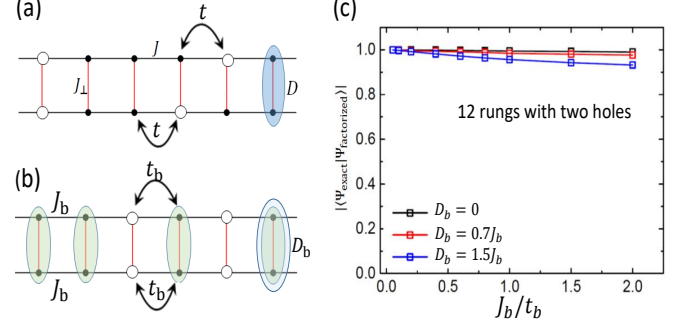 (a)
t
J
J⊥
D
t
(b)
t_b
J_b
D_b
J_b
t_b
(c)
|⟨Ψ_exact|Ψ_factorized⟩|
1.0
0.8
0.6
0.4
0.2
0.0
12 rungs with two holes
D_b = 0
D_b = 0.7J_b
D_b = 1.5J_b
0.0 0.5 1.0 1.5 2.0
J_b/t_b